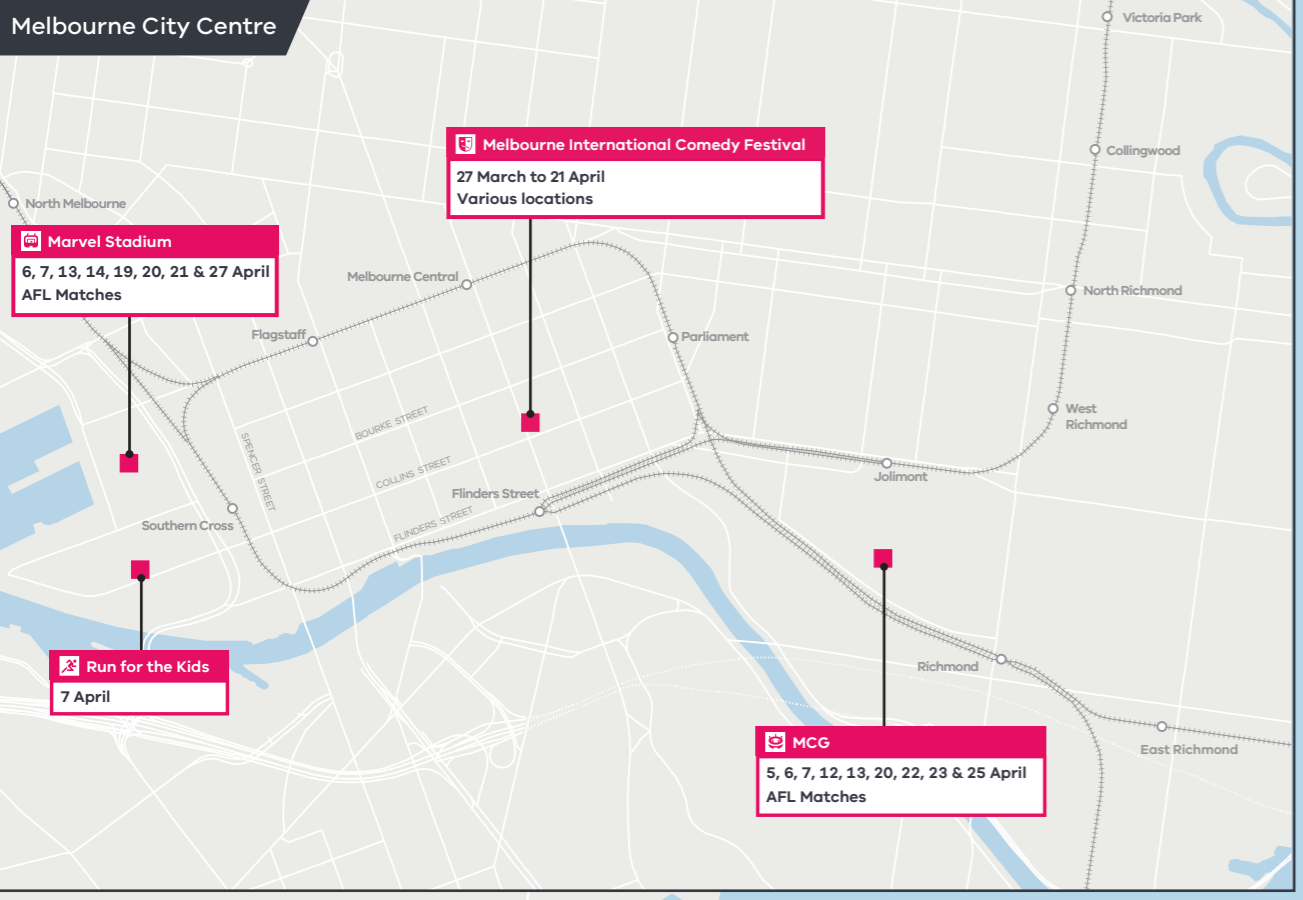 Melbourne City Centre
Victoria Park
Melbourne International Comedy Festival
27 March to 21 April
Various locations
Collingwood
North Melbourne
Marvel Stadium
6, 7, 13, 14, 19, 20, 21 & 27 April
AFL Matches
Melbourne Central
North Richmond
Flagstaff
Parliament
West
Richmond
BOURKE STREET
SPENCER STREET
COLLINS STREET
Jolimont
Flinders Street
FLINDERS STREET
Southern Cross
Run for the Kids
7 April
Richmond
MCG
5, 6, 7, 12, 13, 20, 22, 23 & 25 April
AFL Matches
East Richmond